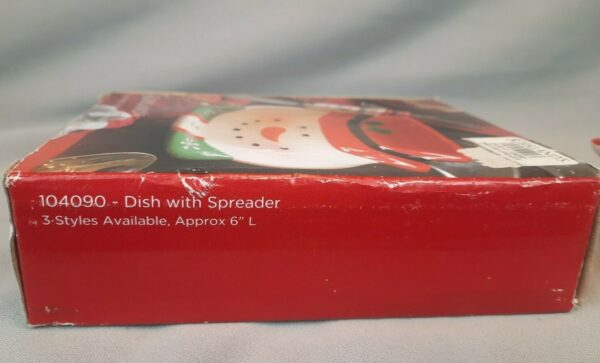 104090 - Dish with Spreader
3-Styles Available, Approx 6" L